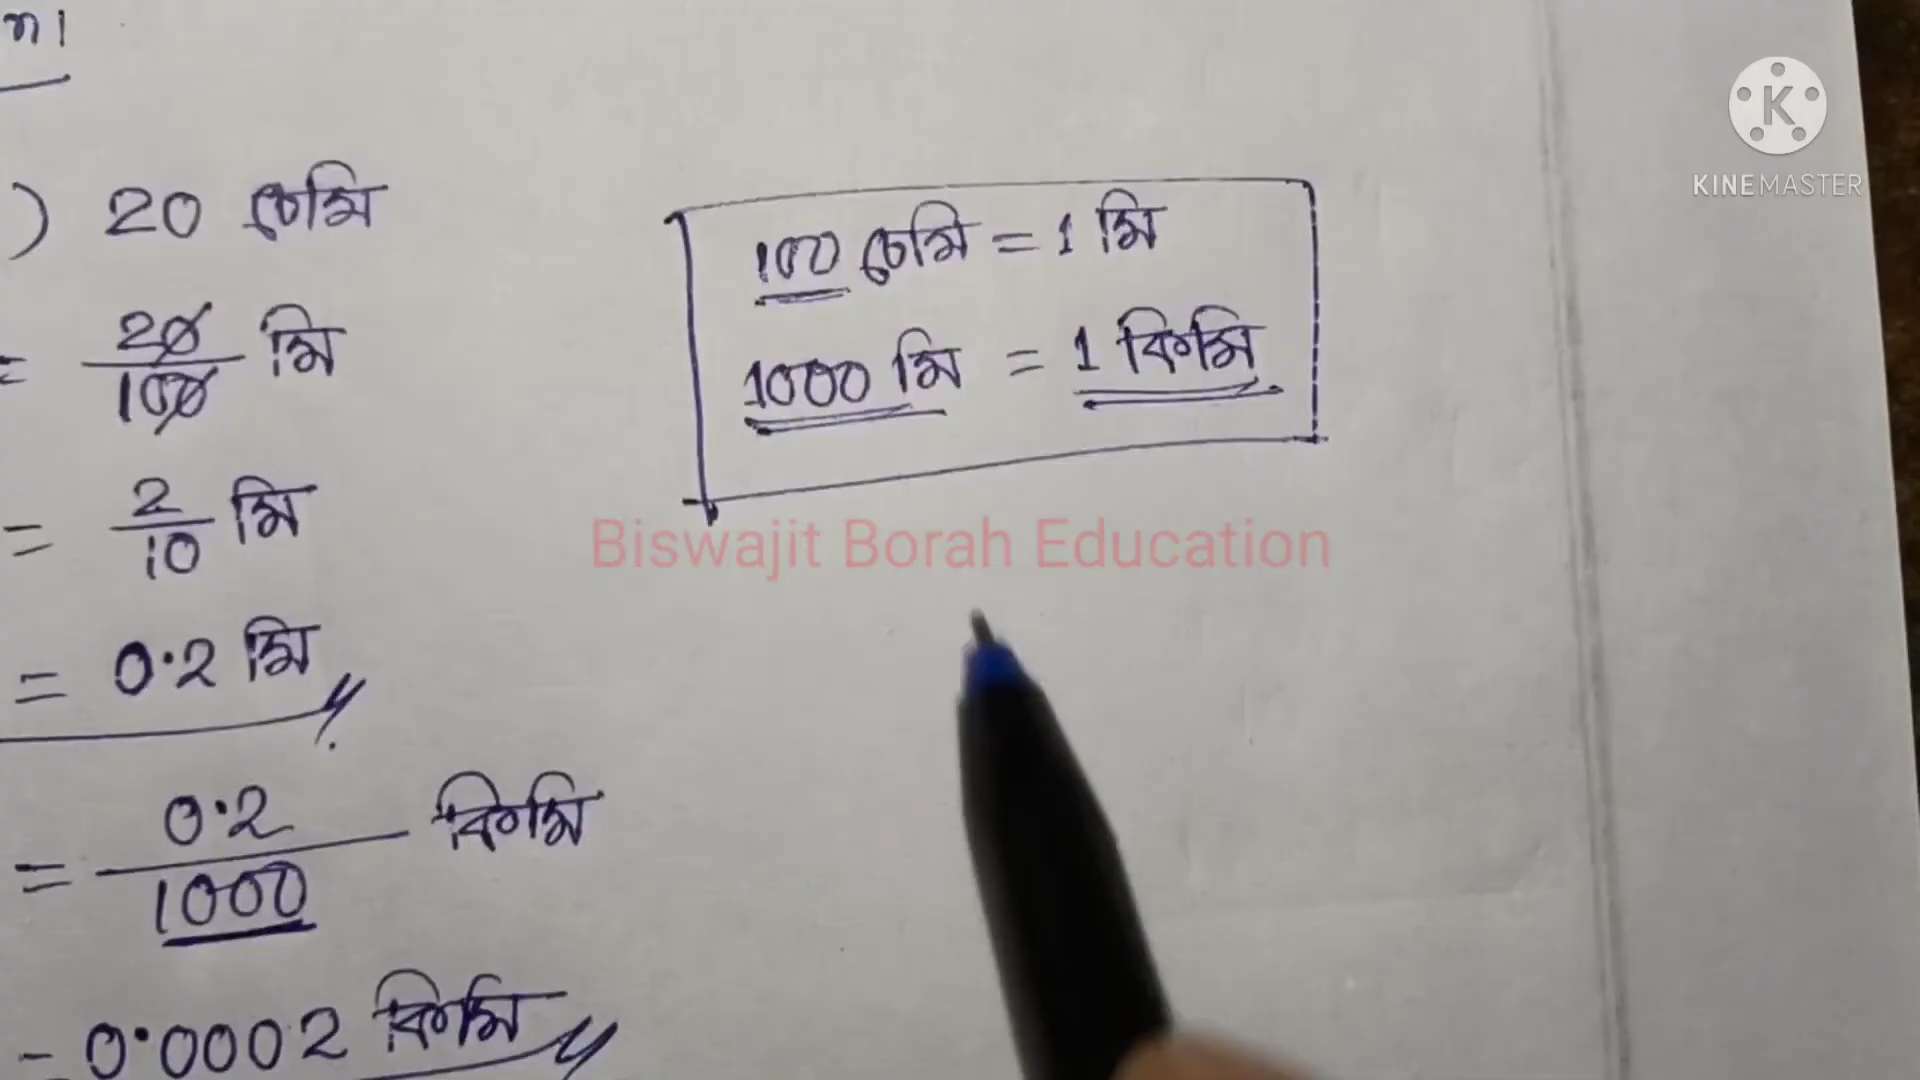 ) 20 চেমি
= 20/100 মি
= 2/10 মি
= 0.2 মি
= 0.2/1000 কিঃমি
= 0.0002 কিঃমি
100 চেমি = 1 মি
1000 মি = 1 কিঃমি
Biswajit Borah Education
K
KINEMASTER